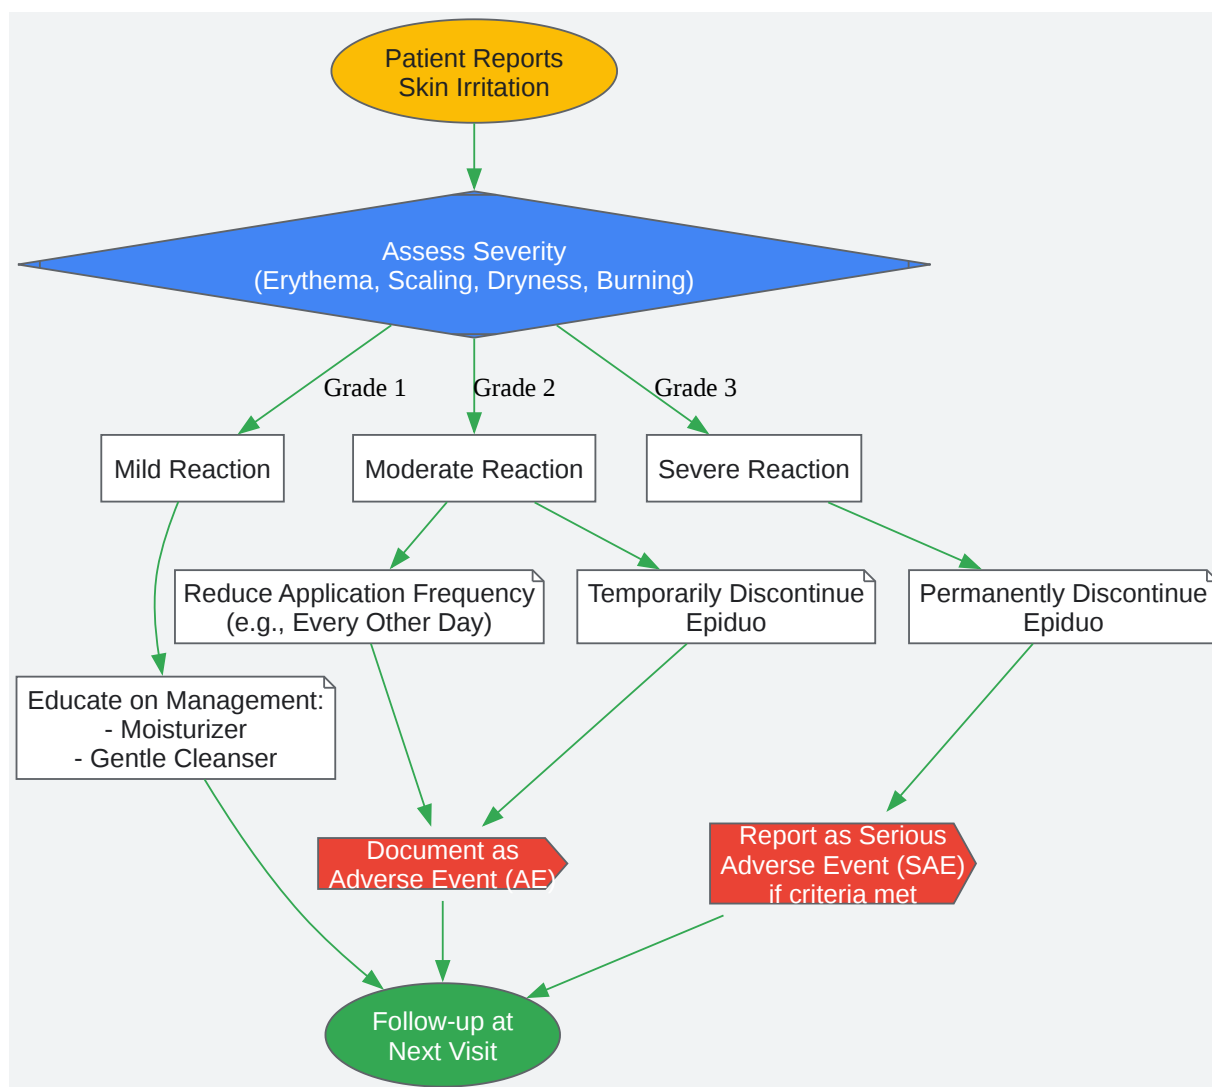 Patient Reports
Skin Irritation
Assess Severity
(Erythema, Scaling, Dryness, Burning)
Grade 1
Grade 2
Grade 3
Mild Reaction
Moderate Reaction
Severe Reaction
Reduce Application Frequency
(e.g., Every Other Day)
Temporarily Discontinue
Epiduo
Permanently Discontinue
Epiduo
Educate on Management:
- Moisturizer
- Gentle Cleanser
Document as
Adverse Event (AE)
Report as Serious
Adverse Event (SAE)
if criteria met
Follow-up at
Next Visit